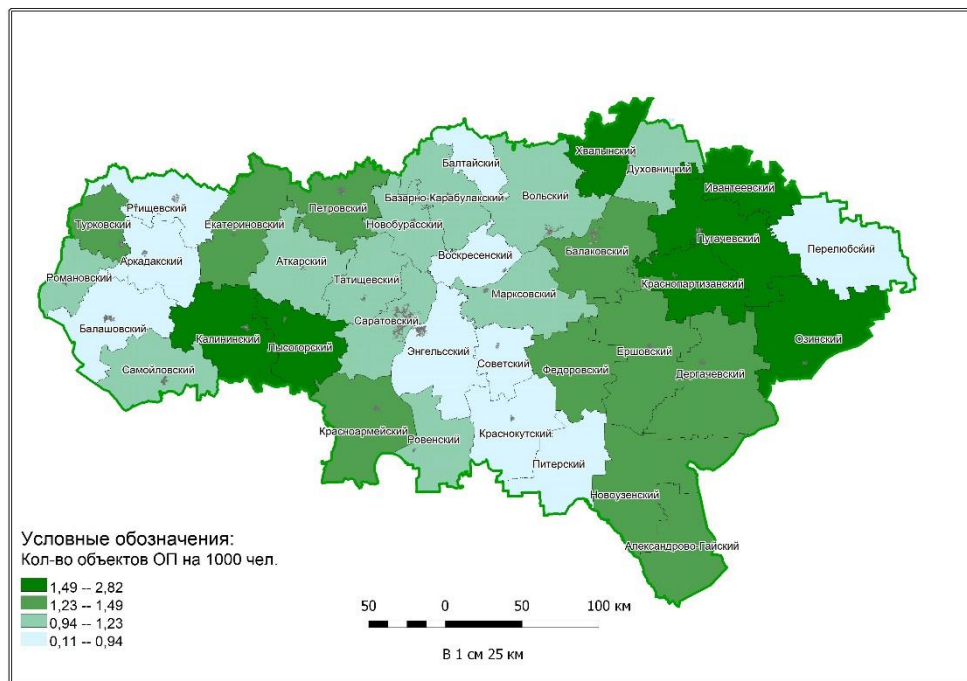 Хвалынский
Балтайский
Духовницкий
Ивантеевский
Ртищевский
Петровский
Базарно-Карабулакский
Вольский
Турковский
Екатериновский
Новобурасский
Пугачевский
Перелюбский
Аркадакский
Аткарский
Воскресенский
Балаковский
Романовский
Татищевский
Краснопартизанский
Марксовский
Балашовский
Саратовский
Калининский
Лысогорский
Озинский
Энгельсский
Советский
Ершовский
Самойловский
Федоровский
Дергачевский
Красноармейский
Ровенский
Краснокутский
Питерский
Новоузенский
Александрово-Гайский
Условные обозначения:
Кол-во объектов ОП на 1000 чел.
1,49 -- 2,82
1,23 -- 1,49
0,94 -- 1,23
0,11 -- 0,94
50 0 50 100 км
В 1 см 25 км